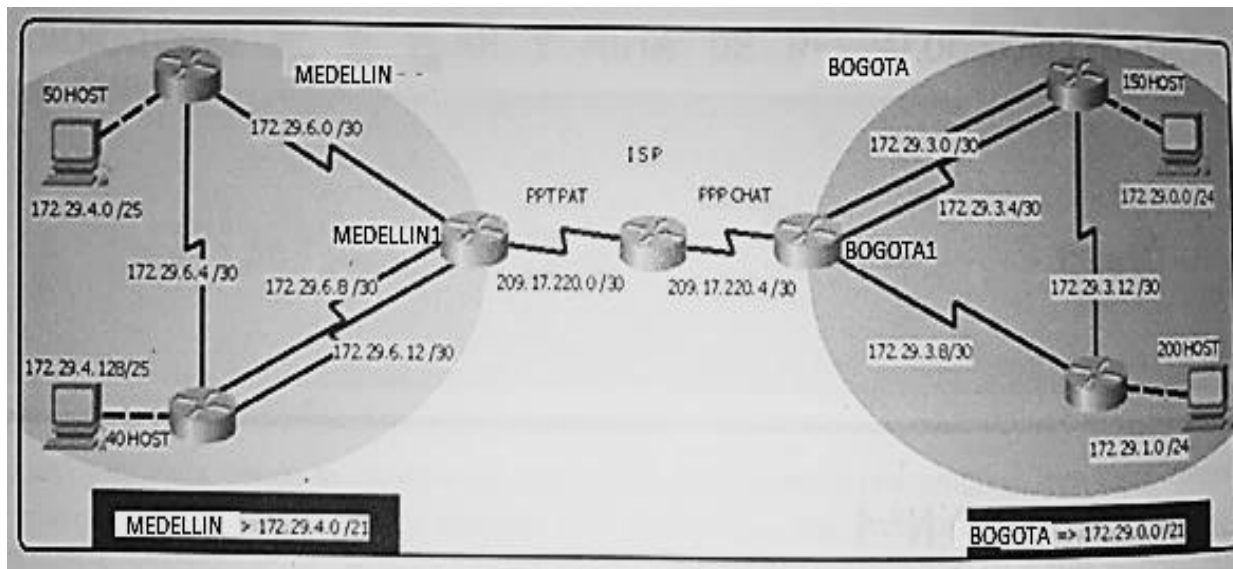 MEDELLIN - -
BOGOTA
50 HOST
150 HOST
172.29.6.0 /30
172.29.3.0 /30
ISP
172.29.4.0 /25
PPT PAT
PPP CHAT
172.29.3.4/30
172.29.0.0 /24
MEDELLIN1
BOGOTA1
172.29.6.4 /30
172.29.6.8 /30
209.17.220.0 /30
209.17.220.4 /30
172.29.3.12 /30
172.29.6.12 /30
172.29.3.8/30
172.29.4.128/25
200 HOST
40 HOST
172.29.1.0 /24
MEDELLIN > 172.29.4.0 /21
BOGOTA => 172.29.0.0 /21